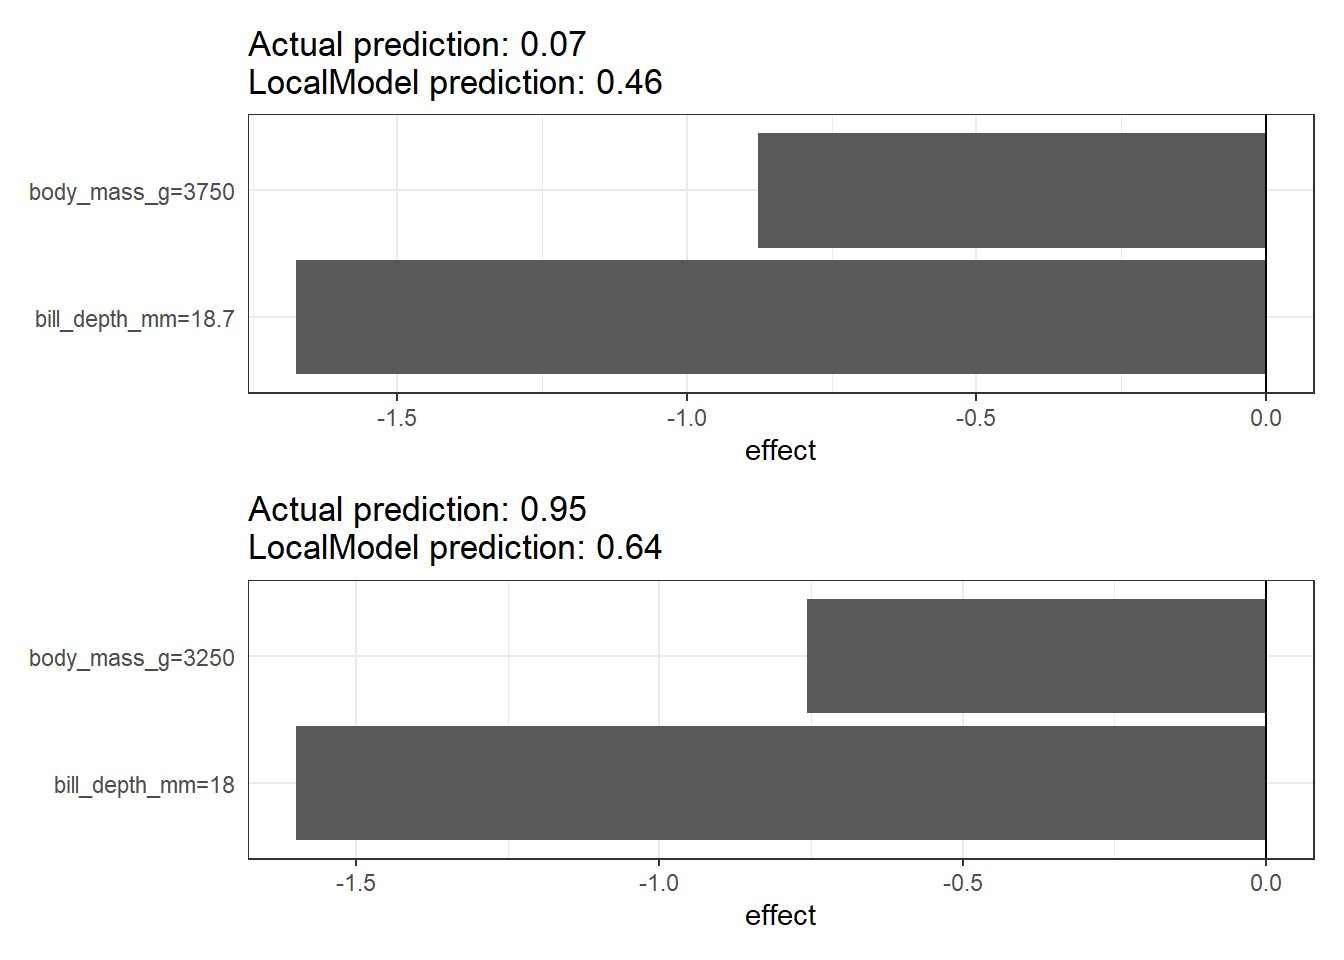 Actual prediction: 0.07
LocalModel prediction: 0.46
body_mass_g=3750
bill_depth_mm=18.7
-1.5 -1.0 -0.5 0.0
effect
Actual prediction: 0.95
LocalModel prediction: 0.64
body_mass_g=3250
bill_depth_mm=18
-1.5 -1.0 -0.5 0.0
effect